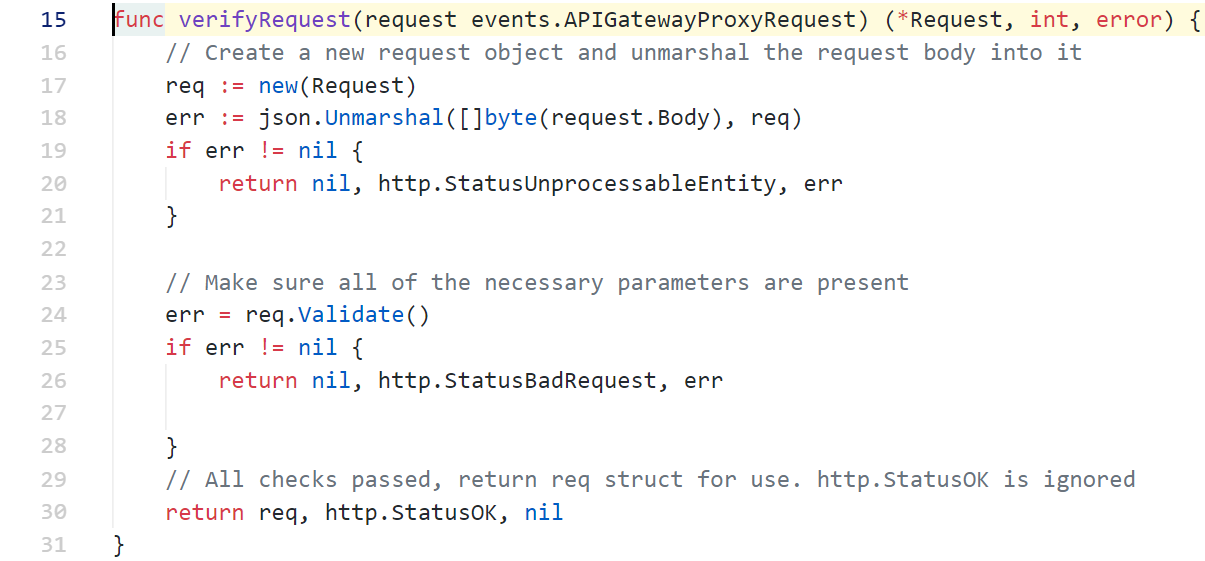 15 func verifyRequest(request events.APIGatewayProxyRequest) (*Request, int, error) {
16     // Create a new request object and unmarshal the request body into it
17     req := new(Request)
18     err := json.Unmarshal([]byte(request.Body), req)
19     if err != nil {
20         return nil, http.StatusUnprocessableEntity, err
21     }
22
23     // Make sure all of the necessary parameters are present
24     err = req.Validate()
25     if err != nil {
26         return nil, http.StatusBadRequest, err
27
28     }
29     // All checks passed, return req struct for use. http.StatusOK is ignored
30     return req, http.StatusOK, nil
31 }